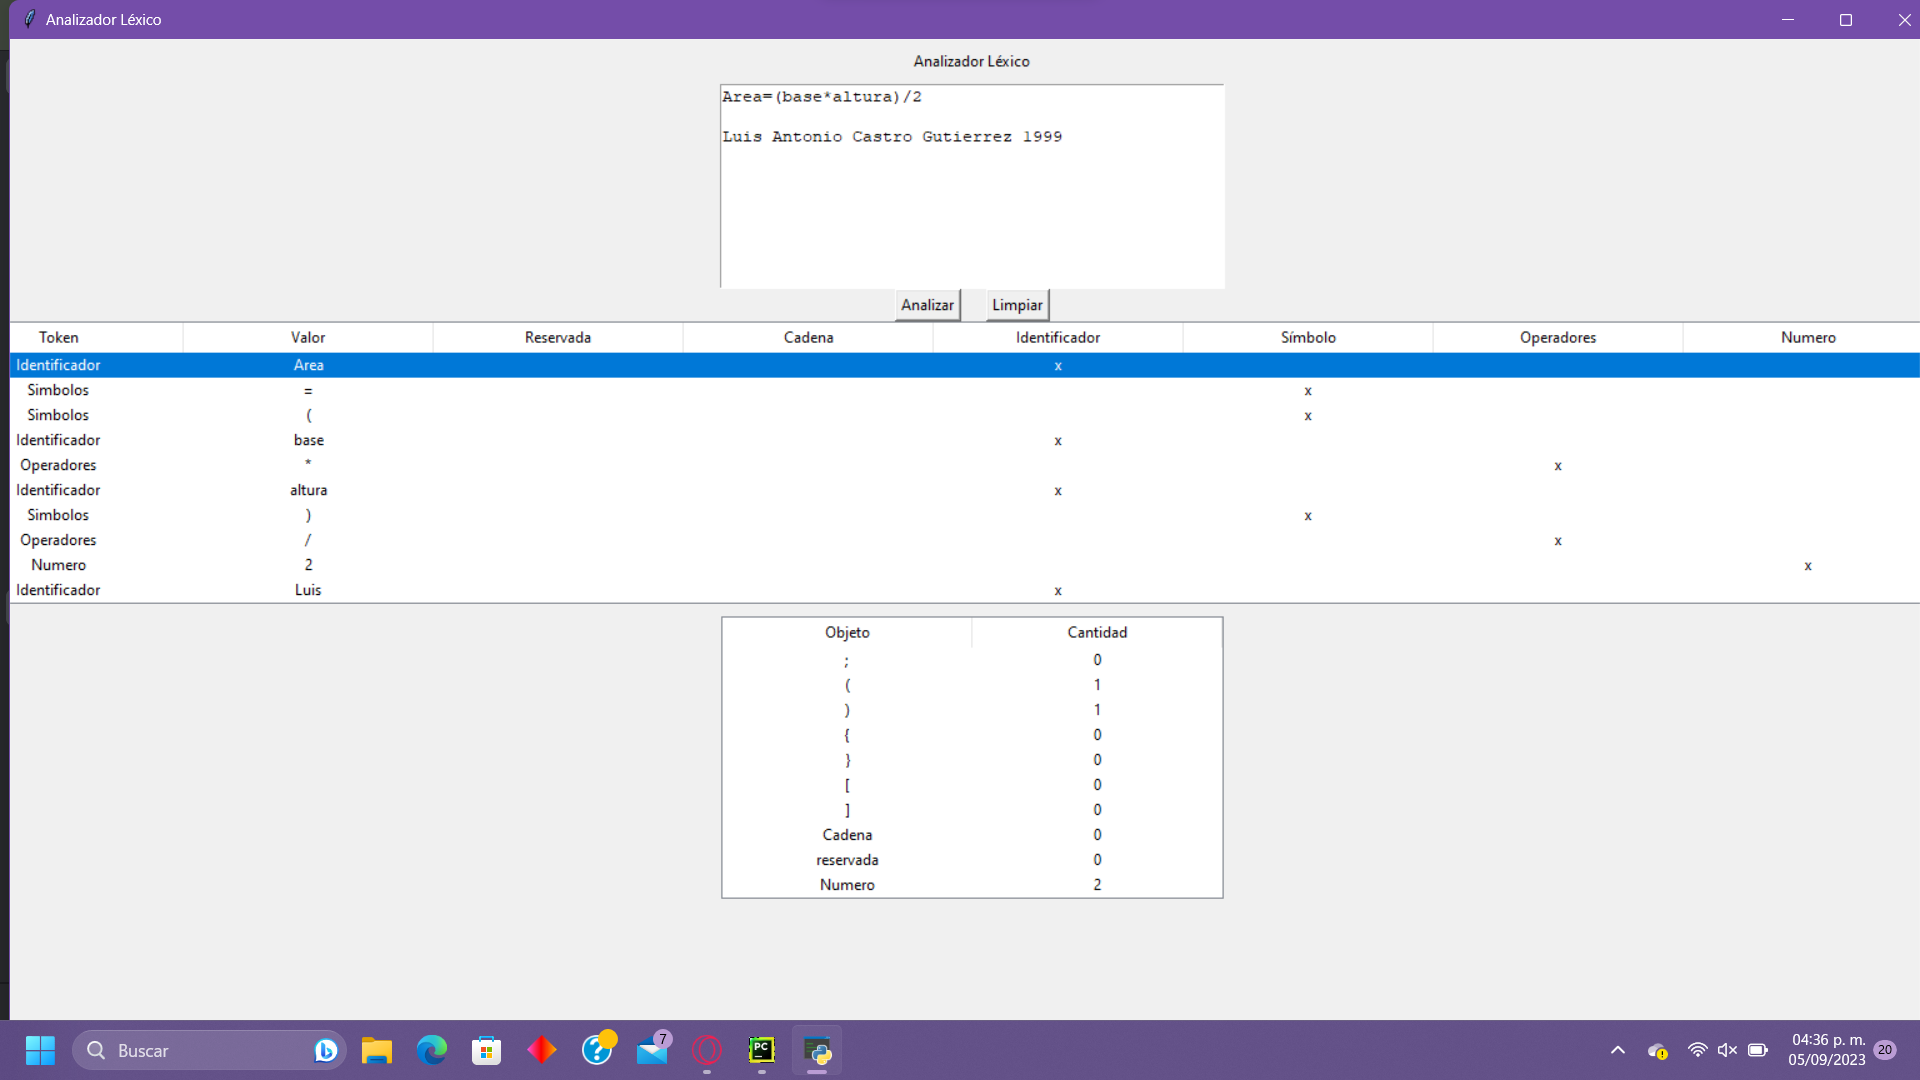 Analizador Léxico
Analizador Léxico
Area=(base*altura)/2
Luis Antonio Castro Gutierrez 1999
Analizar Limpiar
Token Valor Reservada Cadena Identificador Símbolo Operadores Numero
Identificador Area x
Simbolos = x
Simbolos ( x
Identificador base x
Operadores * x
Identificador altura x
Simbolos ) x
Operadores / x
Numero 2 x
Identificador Luis x
Objeto Cantidad
; 0
( 1
) 1
{ 0
} 0
[ 0
] 0
Cadena 0
reservada 0
Numero 2
Buscar 7 PC 04:36 p. m.
05/09/2023 20